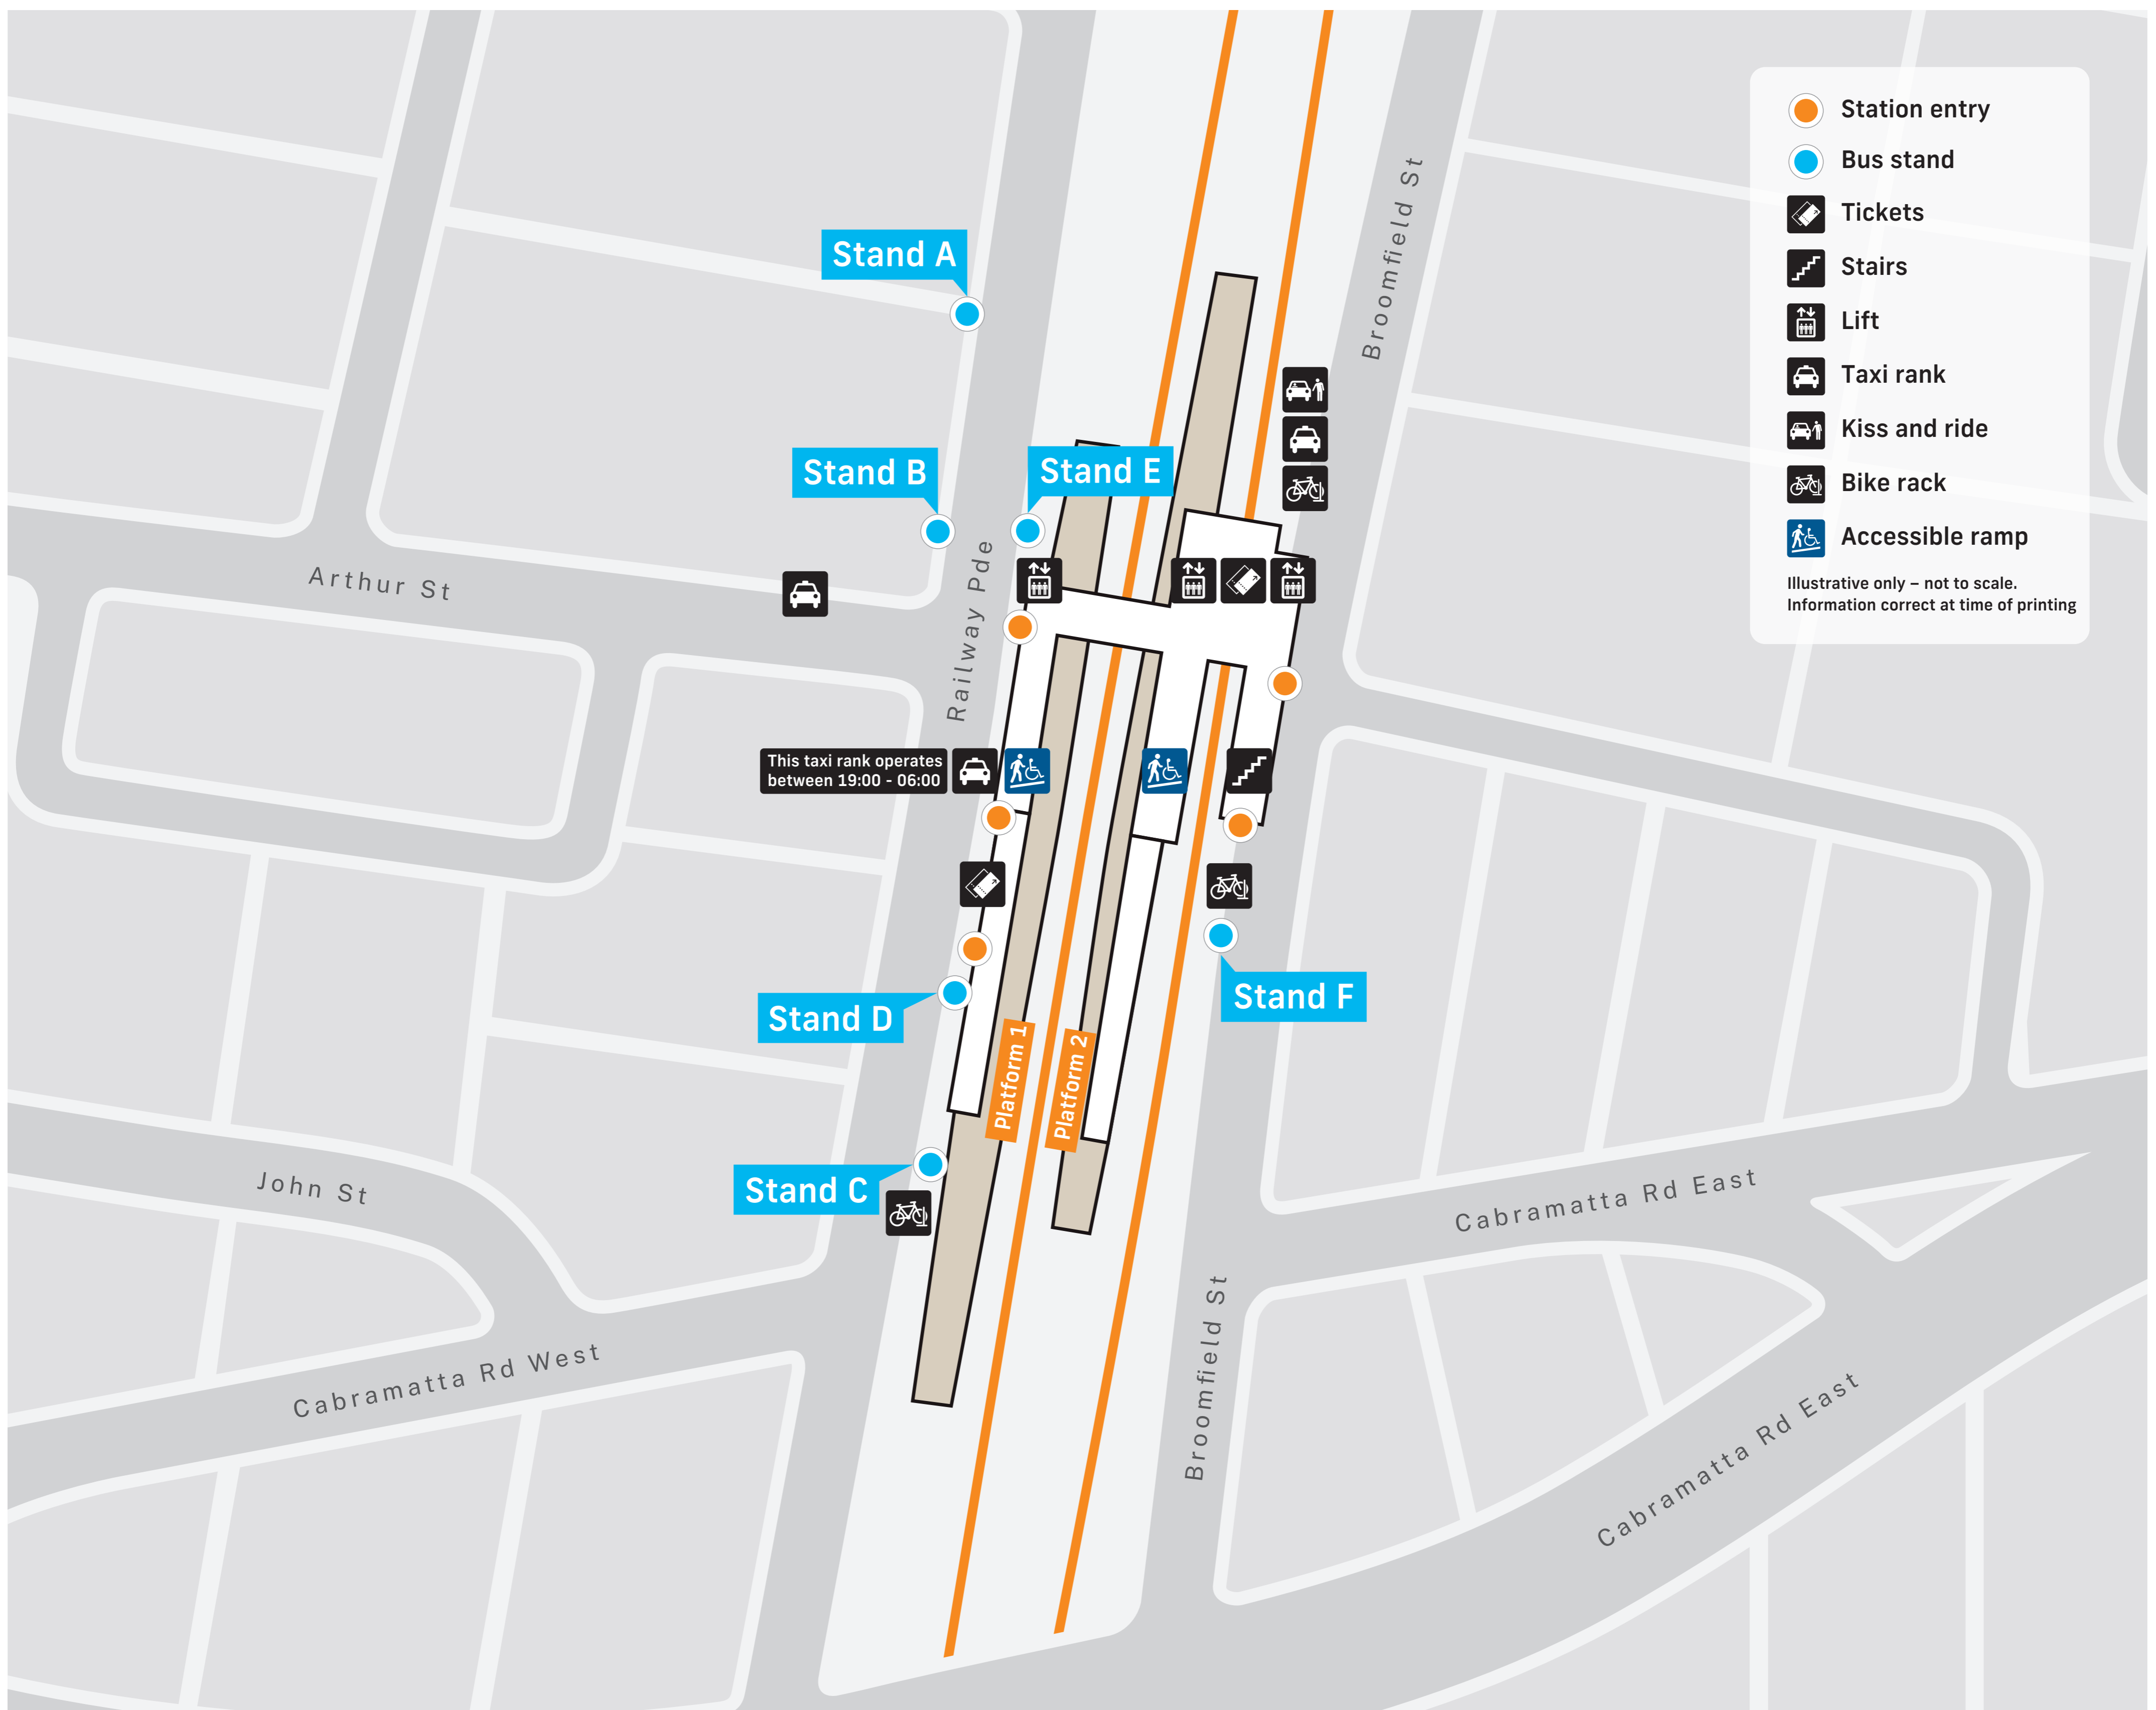 Station entry
Bus stand
Tickets
Stairs
Lift
Taxi rank
Kiss and ride
Bike rack
Accessible ramp
Illustrative only – not to scale.
Information correct at time of printing
Broomfield St
Stand A
Stand B
Stand E
Arthur St
Railway Pde
This taxi rank operates
between 19:00 - 06:00
Stand D
Stand F
Platform 1
Platform 2
Stand C
John St
Cabramatta Rd East
Cabramatta Rd West
Broomfield St
Cabramatta Rd East